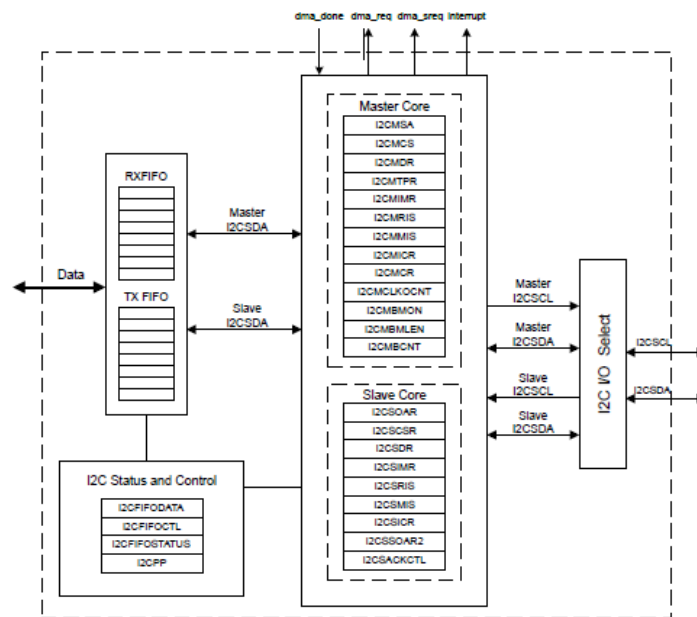 dma_done dma_req dma_sreq Interrupt
Master Core
I2CMSA
I2CMCS
I2CMDR
I2CMTPR
I2CMIMR
I2CMRIS
I2CMMIS
I2CMICR
I2CMCR
I2CMCLKOCNT
I2CMBMON
I2CMBMLEN
I2CMBCNT
RXFIFO
Master
I2CSDA
Data
TX FIFO
Slave
I2CSDA
Master
I2CSCL
Master
I2CSDA
Slave
I2CSCL
Slave
I2CSDA
I2C I/O Select
I2CSCL
I2CSDA
Slave Core
I2CSOAR
I2CSCSR
I2CSDR
I2CSIMR
I2CSRIS
I2CSMIS
I2CSICR
I2CSSOAR2
I2CSACKCTL
I2C Status and Control
I2CFIFODATA
I2CFIFOCTL
I2CFIFOSTATUS
I2CPP